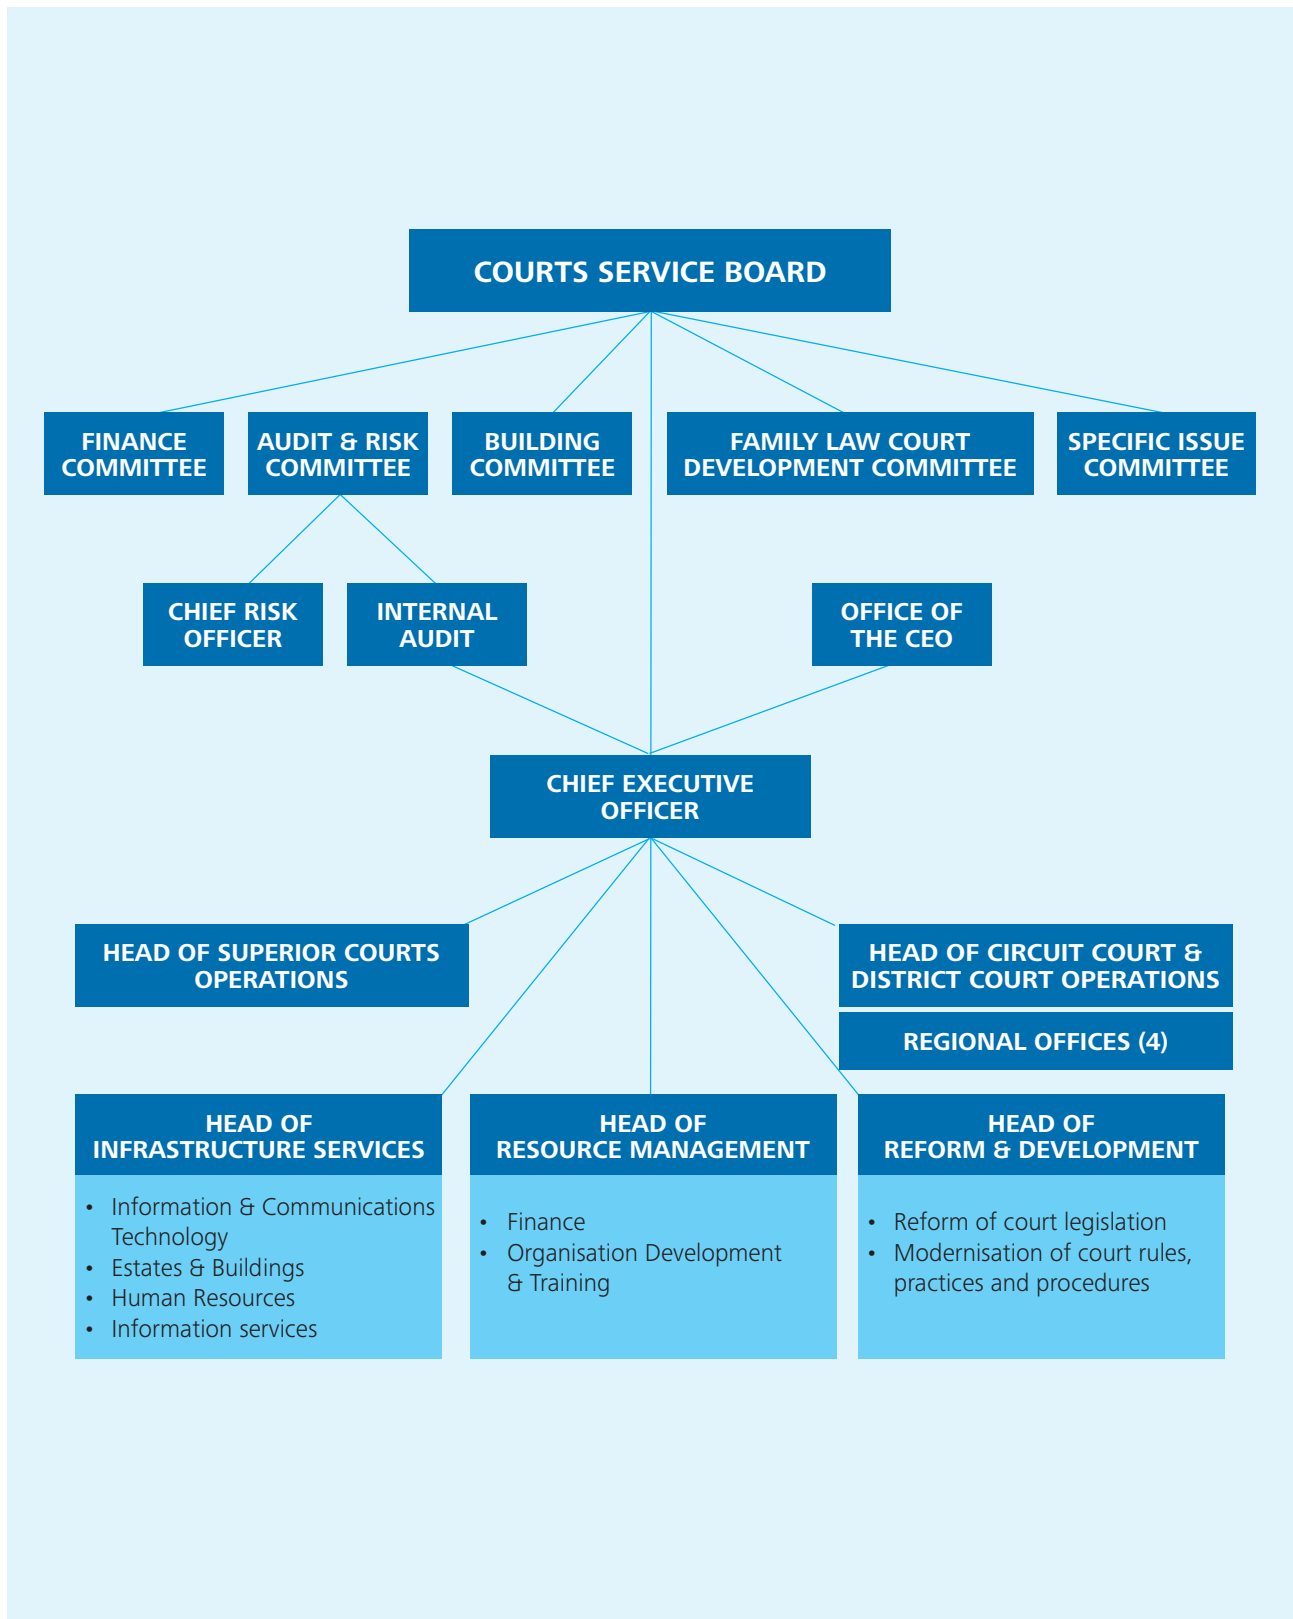 COURTS SERVICE BOARD
FINANCE
COMMITTEE
AUDIT & RISK
COMMITTEE
BUILDING
COMMITTEE
FAMILY LAW COURT
DEVELOPMENT COMMITTEE
SPECIFIC ISSUE
COMMITTEE
CHIEF RISK
OFFICER
INTERNAL
AUDIT
OFFICE OF
THE CEO
CHIEF EXECUTIVE
OFFICER
HEAD OF SUPERIOR COURTS
OPERATIONS
HEAD OF CIRCUIT COURT &
DISTRICT COURT OPERATIONS
REGIONAL OFFICES (4)
HEAD OF
INFRASTRUCTURE SERVICES
• Information & Communications
Technology
• Estates & Buildings
• Human Resources
• Information services
HEAD OF
RESOURCE MANAGEMENT
• Finance
• Organisation Development
& Training
HEAD OF
REFORM & DEVELOPMENT
• Reform of court legislation
• Modernisation of court rules,
practices and procedures